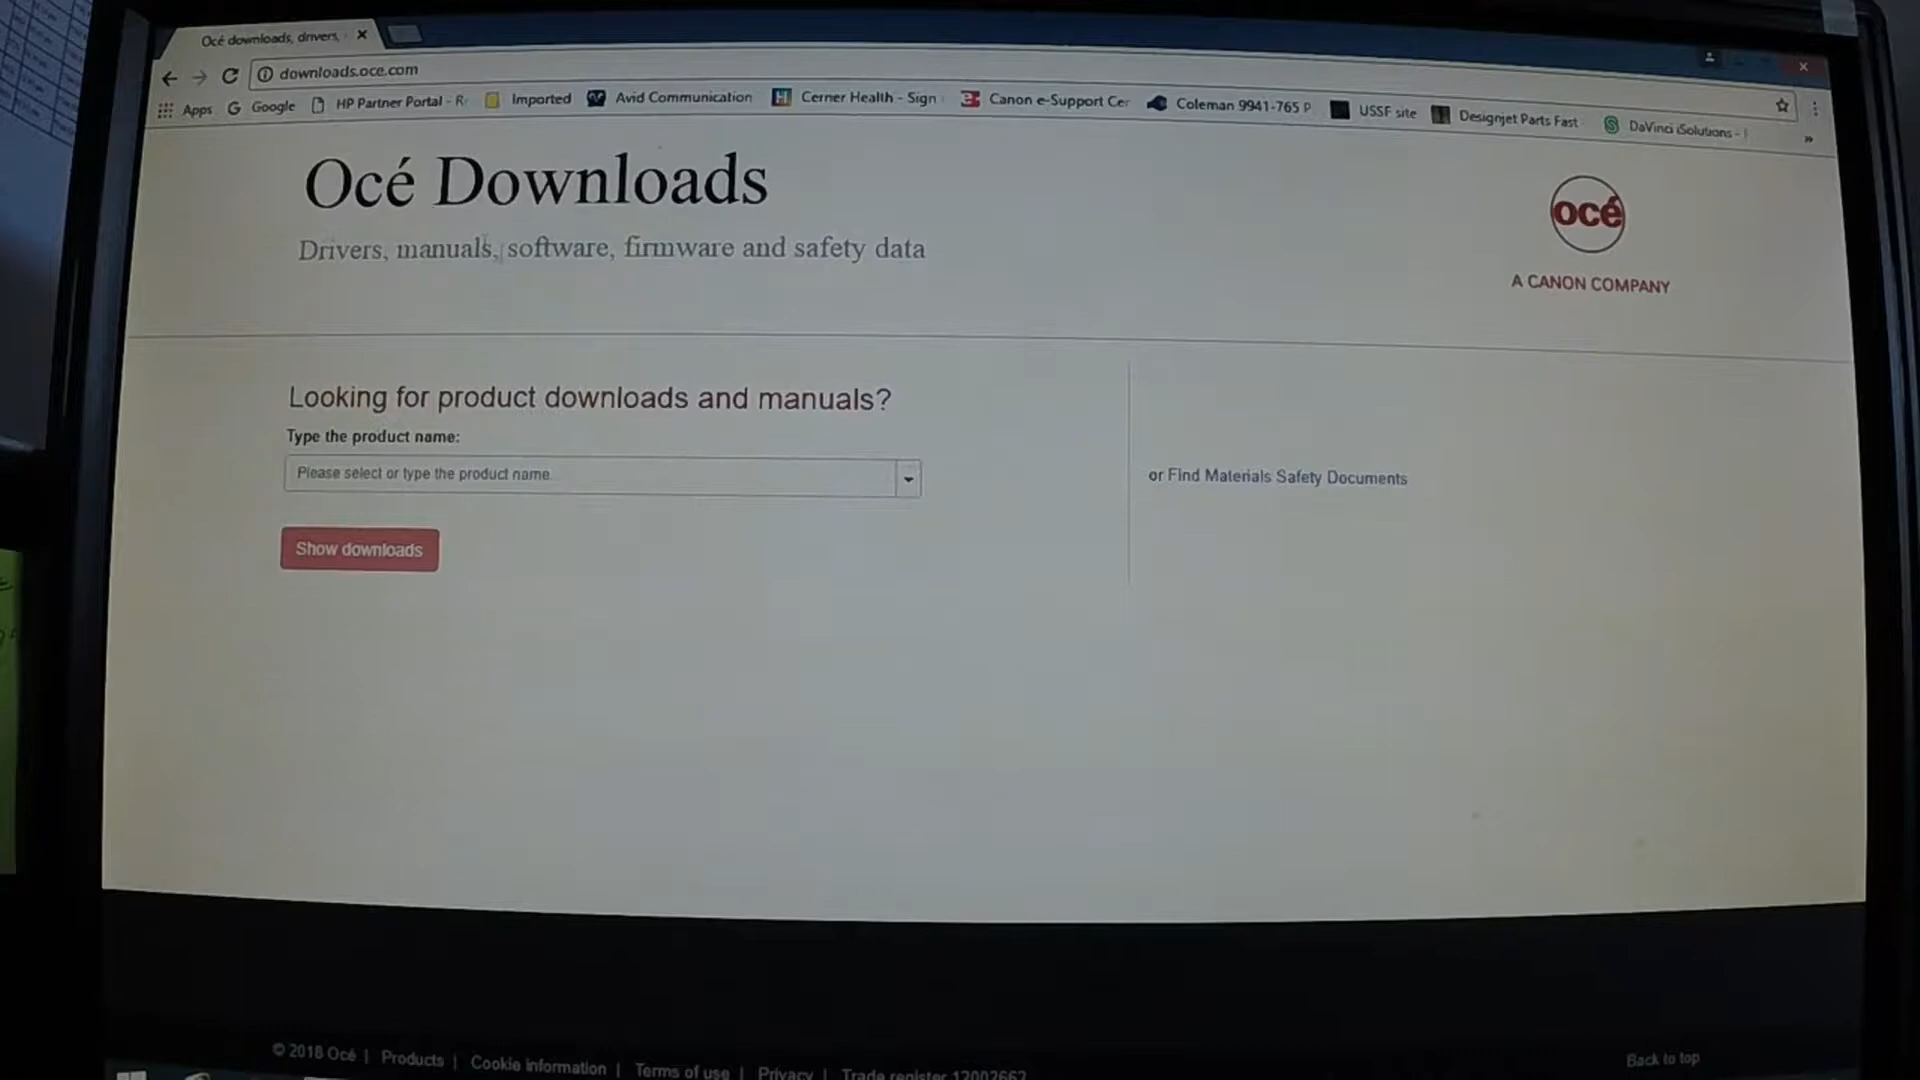 Océ downloads, drivers,
downloads.oce.com
Apps Google HP Partner Portal - R Imported Avid Communication Cerner Health - Sign Canon e-Support Cer Coleman 9941-765 P USSF site Designjet Parts Fast DaVinci iSolutions -
Océ Downloads
Drivers, manuals, software, firmware and safety data
océ
A CANON COMPANY
Looking for product downloads and manuals?
Type the product name:
Please select or type the product name
or Find Materials Safety Documents
Show downloads
© 2018 Océ | Products | Cookie information | Terms of use | Privacy | Trade register 12002662
Back to top